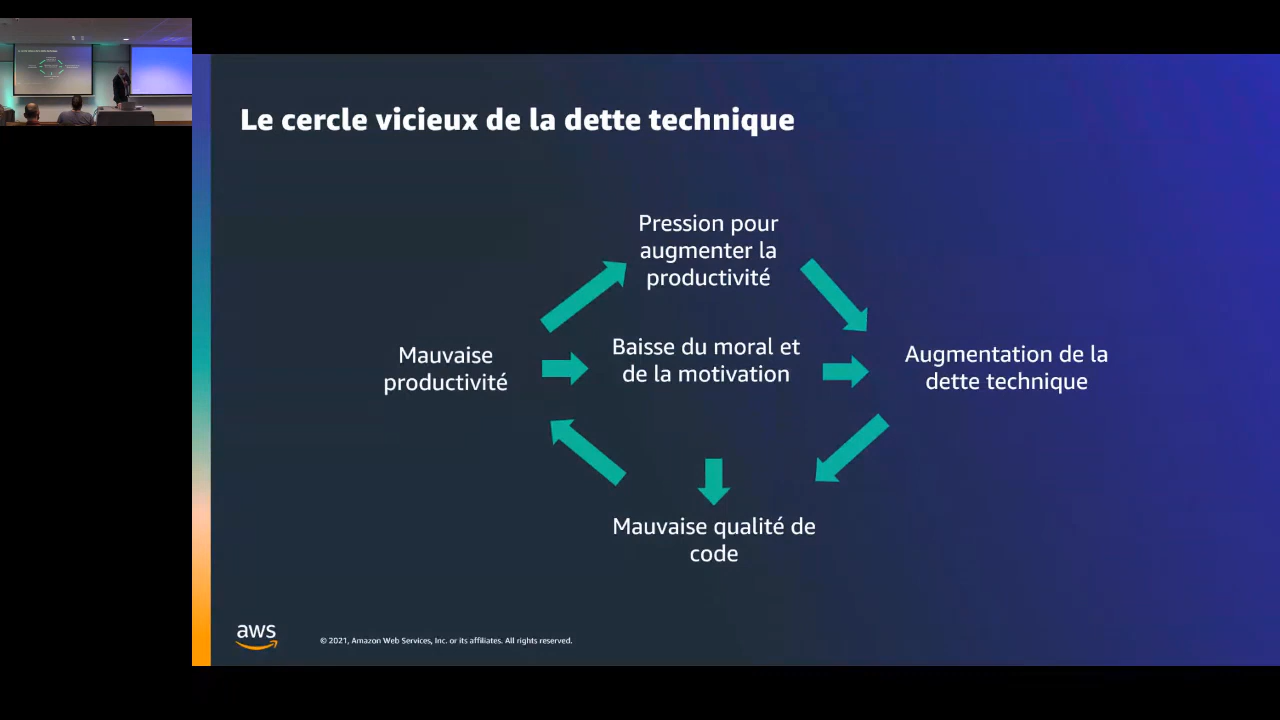 Le cercle vicieux de la dette technique
Pression pour
augmenter la
productivité
Mauvaise
productivité
Baisse du moral et
de la motivation
Augmentation de la
dette technique
Mauvaise qualité de
code
aws
© 2021, Amazon Web Services, Inc. or its affiliates. All rights reserved.